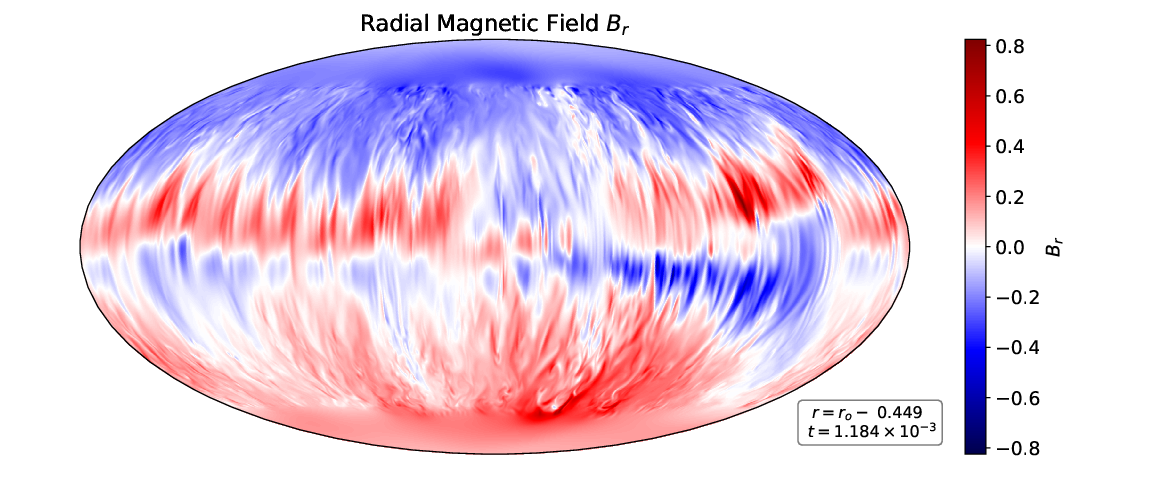 Radial Magnetic Field $B_r$
0.8
0.6
0.4
0.2
0.0
−0.2
−0.4
−0.6
−0.8
$B_r$
$r = r_o -$ 0.449
$t = 1.184 \times 10^{-3}$